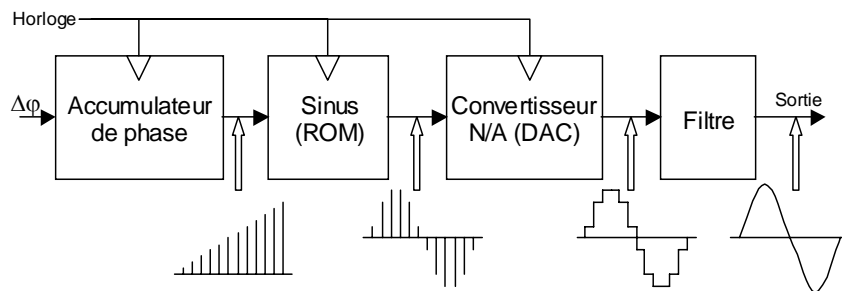 Horloge
Δφ
Accumulateur
de phase
Sinus
(ROM)
Convertisseur
N/A (DAC)
Filtre
Sortie